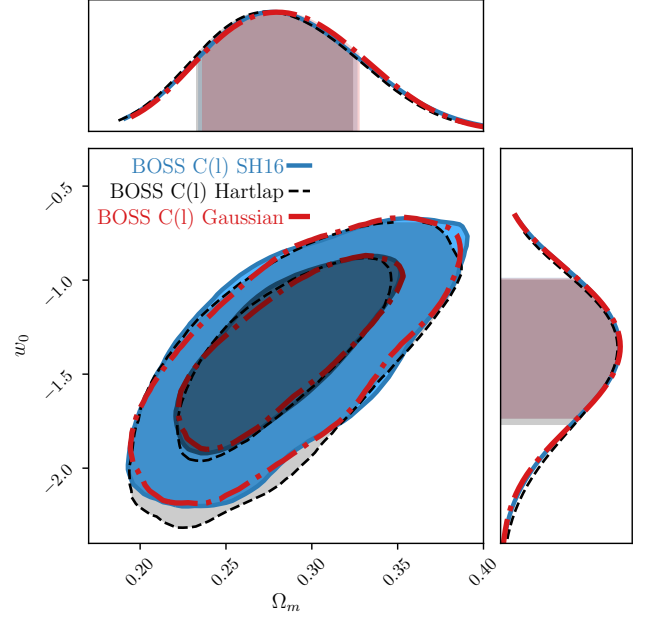 BOSS C(l) SH16
BOSS C(l) Hartlap
BOSS C(l) Gaussian
−0.5
−1.0
−1.5
−2.0
w₀
0.20
0.25
0.30
0.35
0.40
Ωₘ